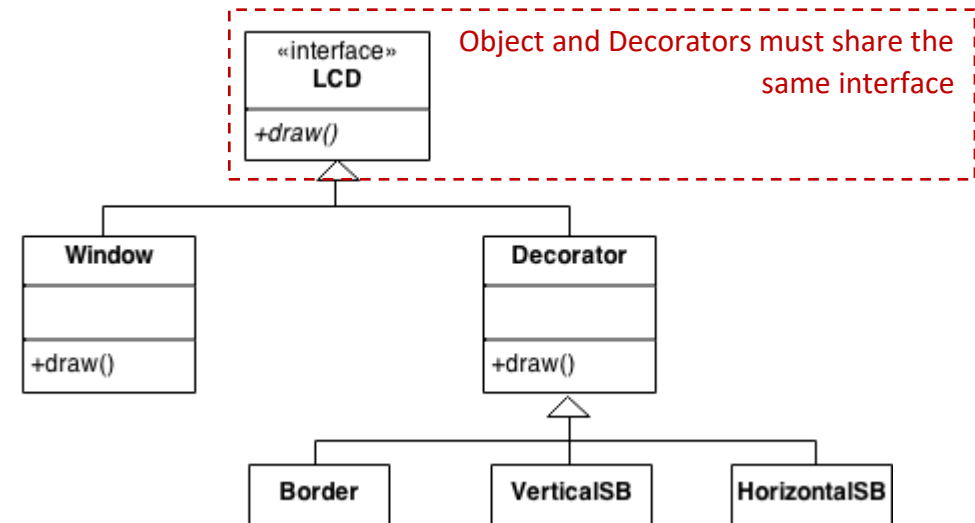 «interface»
LCD
+draw()
Object and Decorators must share the
same interface
Window
+draw()
Decorator
+draw()
Border
VerticalSB
HorizontalSB